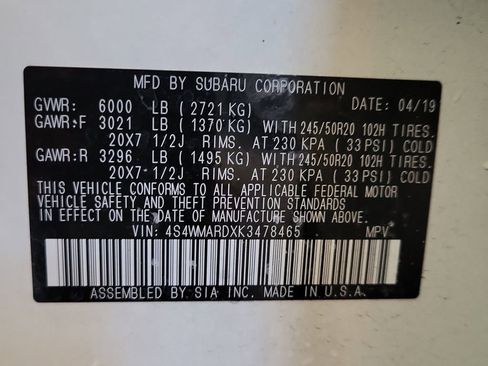 MFD BY SUBARU CORPORATION
GVWR: 6000 LB (2721 KG) DATE: 04/19
GAWR:F 3021 LB (1370 KG) WITH 245/50R20 102H TIRES.
20X7 1/2J RIMS. AT 230 KPA (33 PSI) COLD
GAWR:R 3296 LB (1495 KG) WITH 245/50R20 102H TIRES.
20X7 1/2J RIMS. AT 230 KPA (33 PSI) COLD
THIS VEHICLE CONFORMS TO ALL APPLICABLE FEDERAL MOTOR
VEHICLE SAFETY AND THEFT PREVENTION STANDARDS
IN EFFECT ON THE DATE OF MANUFACTURE SHOWN ABOVE.
VIN: 4S4WMARDXK3478465 MPV
ASSEMBLED BY SIA INC. MADE IN U.S.A.